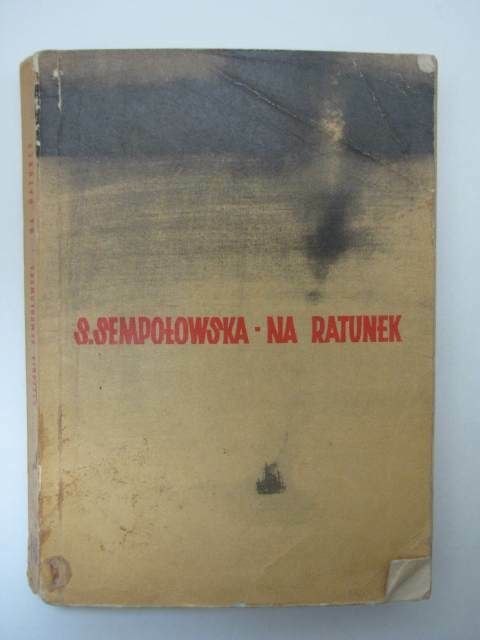 S.SEMPOŁOWSKA · NA RATUNEK